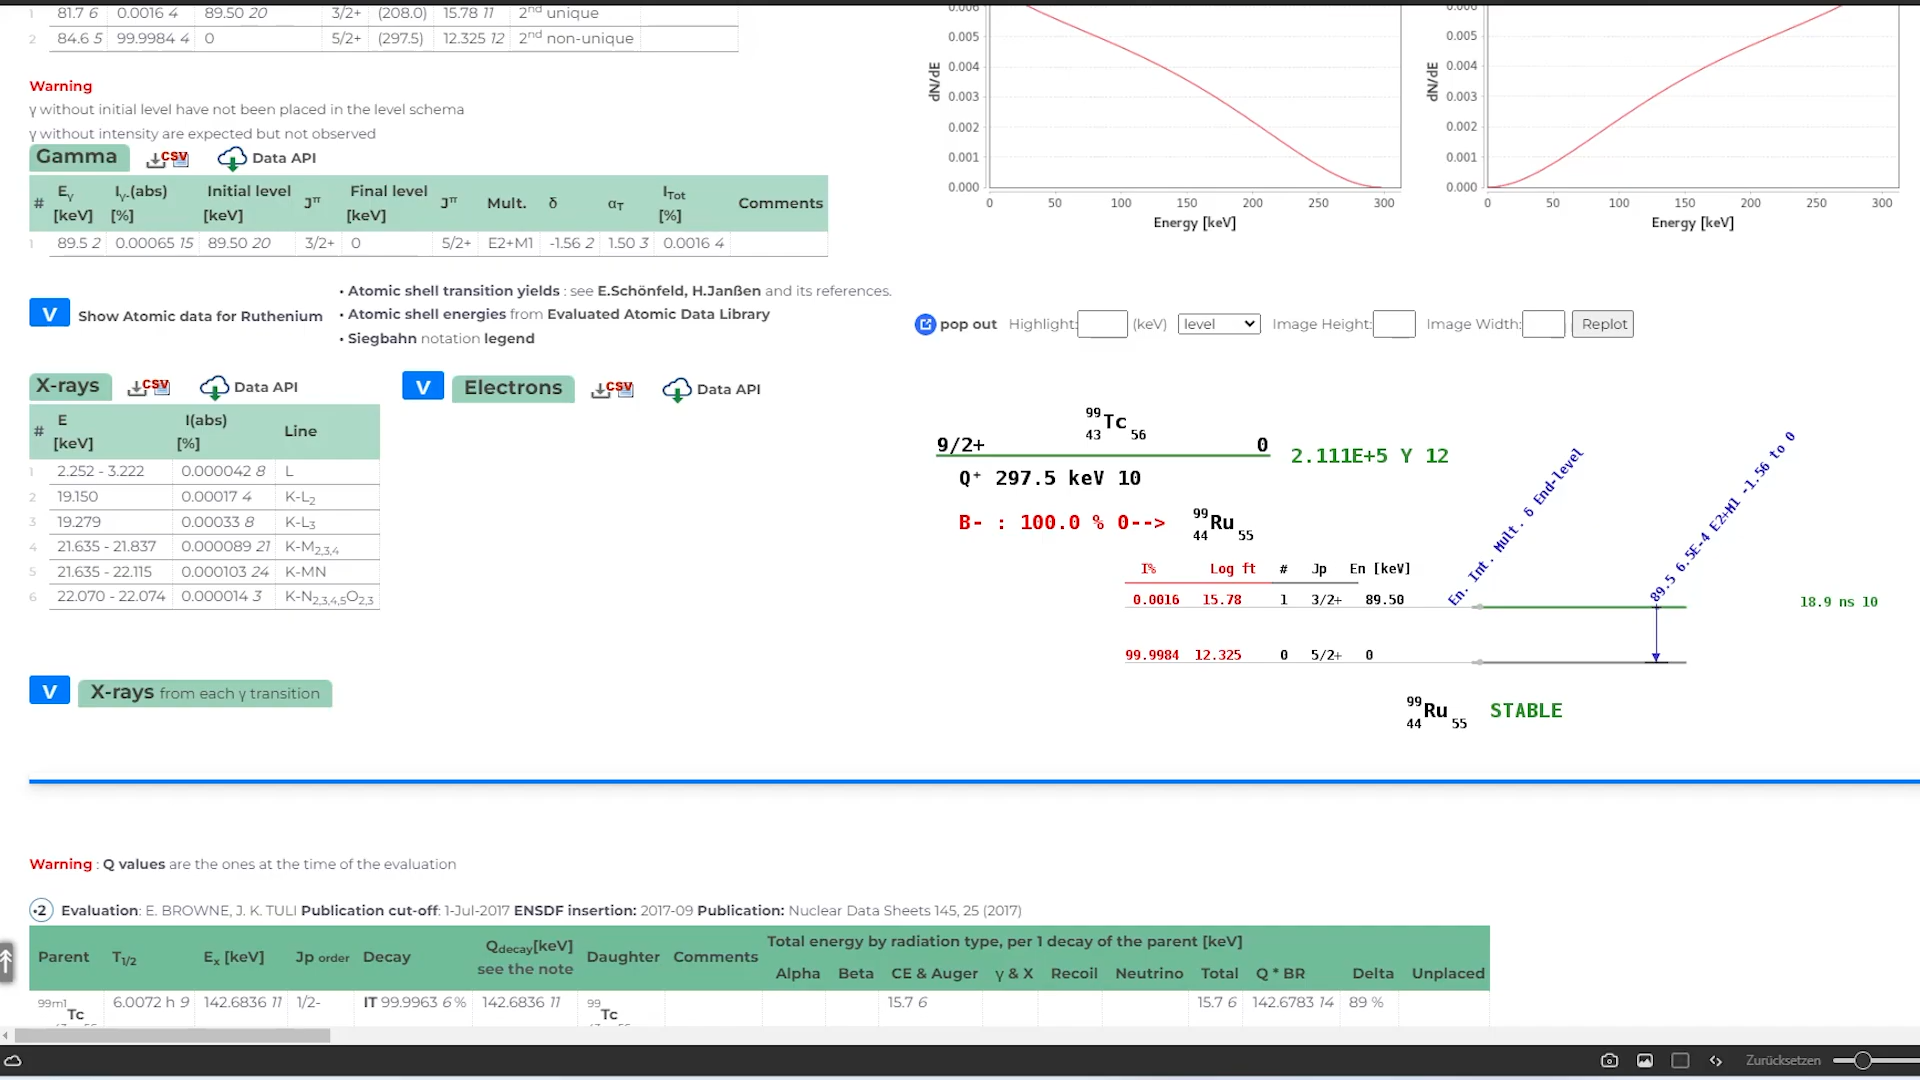 1 81.7 6 0.0016 4 89.50 20 3/2+ (208.0) 15.78 11 2nd unique
2 84.6 5 99.9984 4 0 5/2+ (297.5) 12.325 12 2nd non-unique
Warning
γ without initial level have not been placed in the level schema
γ without intensity are expected but not observed
Gamma CSV Data API
# Eγ [keV] Iγ-(abs) [%] Initial level [keV] Jπ Final level [keV] Jπ Mult. δ αT ITot [%] Comments
1 89.5 2 0.00065 15 89.50 20 3/2+ 0 5/2+ E2+M1 -1.56 2 1.50 3 0.0016 4
V Show Atomic data for Ruthenium
• Atomic shell transition yields : see E.Schönfeld, H.Janßen and its references.
• Atomic shell energies from Evaluated Atomic Data Library
• Siegbahn notation legend
X-rays CSV Data API
# E [keV] I(abs) [%] Line
1 2.252 - 3.222 0.000042 8 L
2 19.150 0.00017 4 K-L2
3 19.279 0.00033 8 K-L3
4 21.635 - 21.837 0.000089 21 K-M2,3,4
5 21.635 - 22.115 0.000103 24 K-MN
6 22.070 - 22.074 0.000014 3 K-N2,3,4,5O2,3
V Electrons CSV Data API
V X-rays from each γ transition
0.006
0.005
0.004
0.003
0.002
0.001
0.000
dN/dE
0 50 100 150 200 250 300
Energy [keV]
0.006
0.005
0.004
0.003
0.002
0.001
0.000
dN/dE
0 50 100 150 200 250 300
Energy [keV]
pop out Highlight: (keV) level Image Height: Image Width: Replot
99 43 Tc 56
9/2+ 0 2.111E+5 Y 12
Q+ 297.5 keV 10
B- : 100.0 % 0--> 99 44 Ru 55
En. Int. Mult. δ End-level
89.5 6.5E-4 E2+M1 -1.56 to 0
I% Log ft # Jp En [keV]
0.0016 15.78 1 3/2+ 89.50 18.9 ns 10
99.9984 12.325 0 5/2+ 0
99 44 Ru 55 STABLE
Warning : Q values are the ones at the time of the evaluation
•2 Evaluation: E. BROWNE, J. K. TULI Publication cut-off: 1-Jul-2017 ENSDF insertion: 2017-09 Publication: Nuclear Data Sheets 145, 25 (2017)
Parent T1/2 Ex [keV] Jp order Decay Qdecay[keV] see the note Daughter Comments Total energy by radiation type, per 1 decay of the parent [keV]
Alpha Beta CE & Auger γ & X Recoil Neutrino Total Q * BR Delta Unplaced
99m1 Tc 6.0072 h 9 142.6836 11 1/2- IT 99.9963 6 % 142.6836 11 99 Tc 15.7 6 15.7 6 142.6783 14 89 %
Zurücksetzen